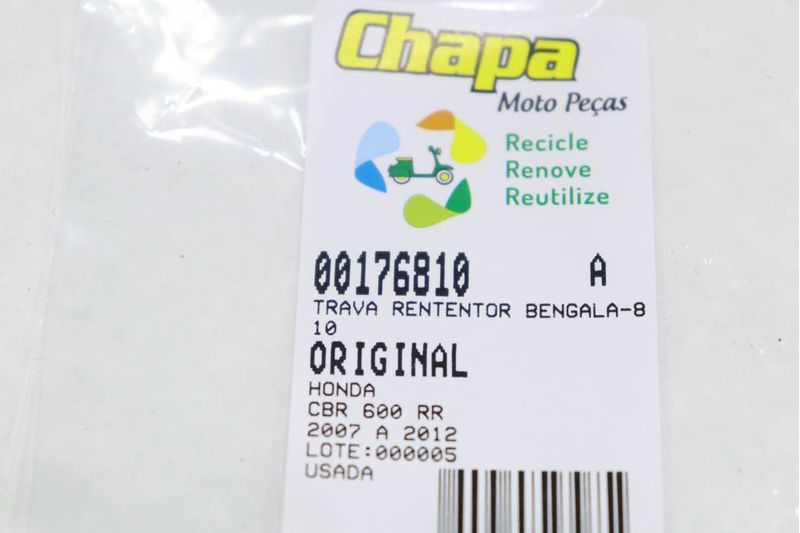 Chapa
Moto Peças
Recicle
Renove
Reutilize
00176810 A
TRAVA RENTENTOR BENGALA-8
10
ORIGINAL
HONDA
CBR 600 RR
2007 A 2012
LOTE:000005
USADA